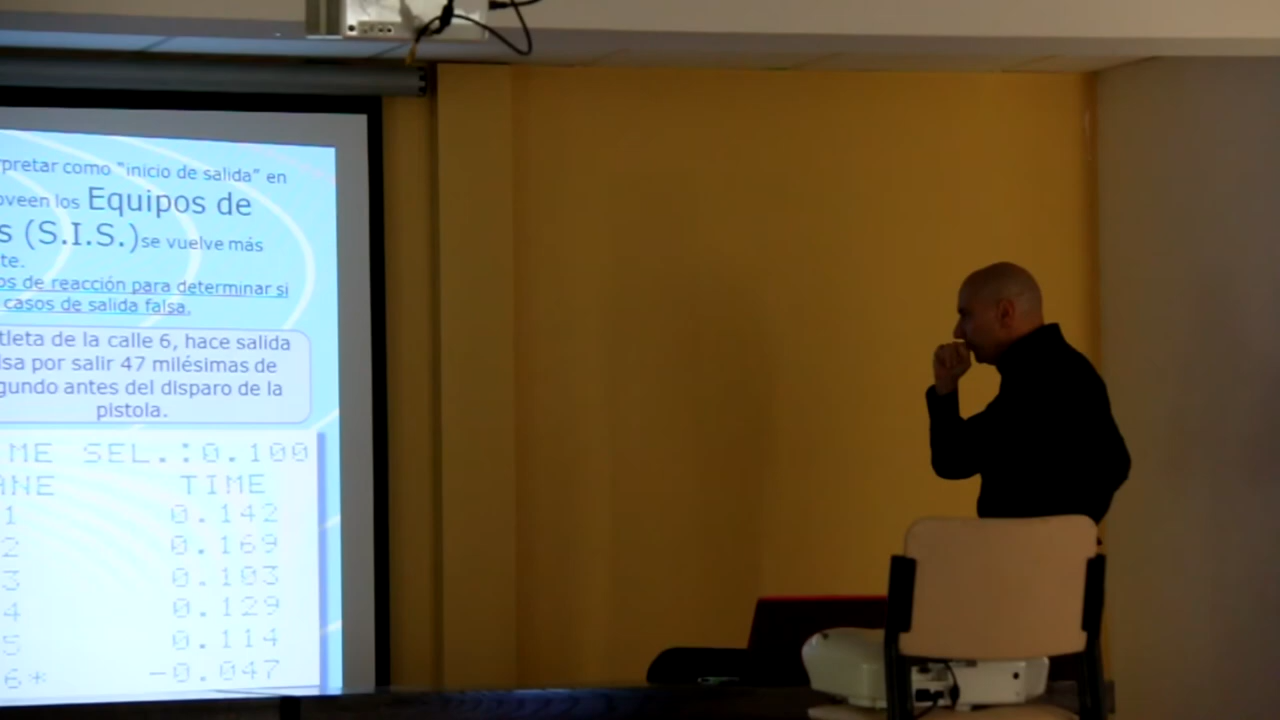 pretar como “inicio de salida” en
oveen los Equipos de
s (S.I.S.) se vuelve más
te.
os de reacción para determinar si
casos de salida falsa.
tleta de la calle 6, hace salida
lsa por salir 47 milésimas de
gundo antes del disparo de la
pistola.
ME SEL.:0.100
ANE TIME
1 0.142
2 0.169
3 0.103
4 0.129
5 0.114
6* -0.047